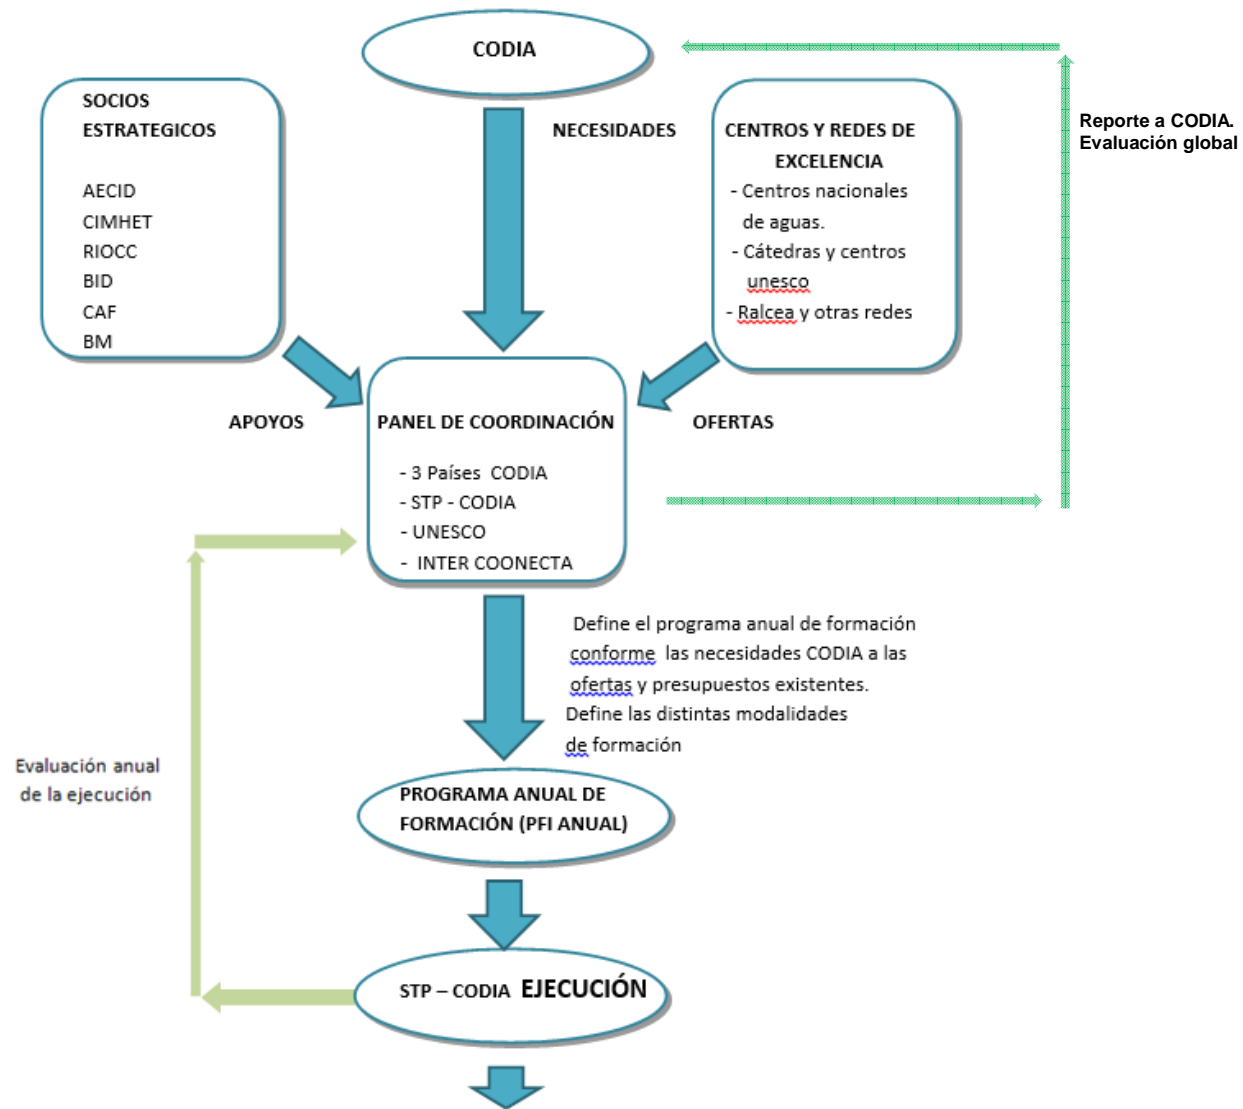 CODIA
SOCIOS
ESTRATEGICOS
AECID
CIMHET
RIOCC
BID
CAF
BM
NECESIDADES
CENTROS Y REDES DE
EXCELENCIA
- Centros nacionales
de aguas.
- Cátedras y centros
unesco
- Ralcea y otras redes
Reporte a CODIA.
Evaluación global
APOYOS
PANEL DE COORDINACIÓN
- 3 Países CODIA
- STP - CODIA
- UNESCO
- INTER COONECTA
OFERTAS
Define el programa anual de formación
conforme las necesidades CODIA a las
ofertas y presupuestos existentes.
Define las distintas modalidades
de formación
Evaluación anual
de la ejecución
PROGRAMA ANUAL DE
FORMACIÓN (PFI ANUAL)
STP – CODIA EJECUCIÓN